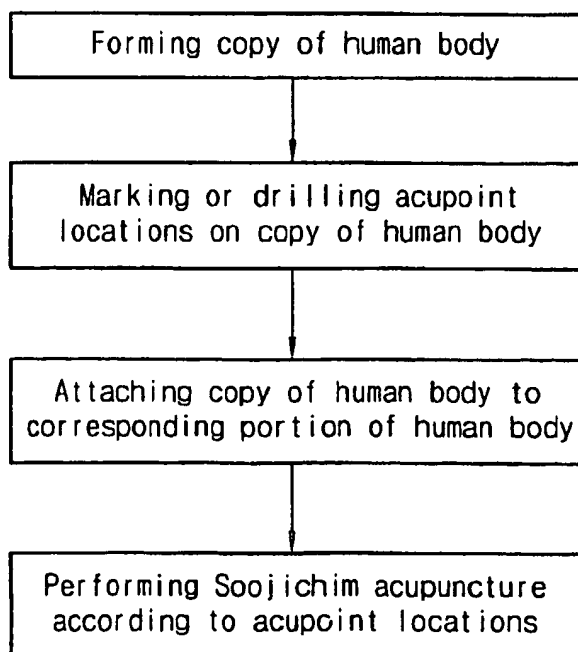 Forming copy of human body
Marking or drilling acupoint
locations on copy of human body
Attaching copy of human body to
corresponding portion of human body
Performing Soojichim acupuncture
according to acupoint locations